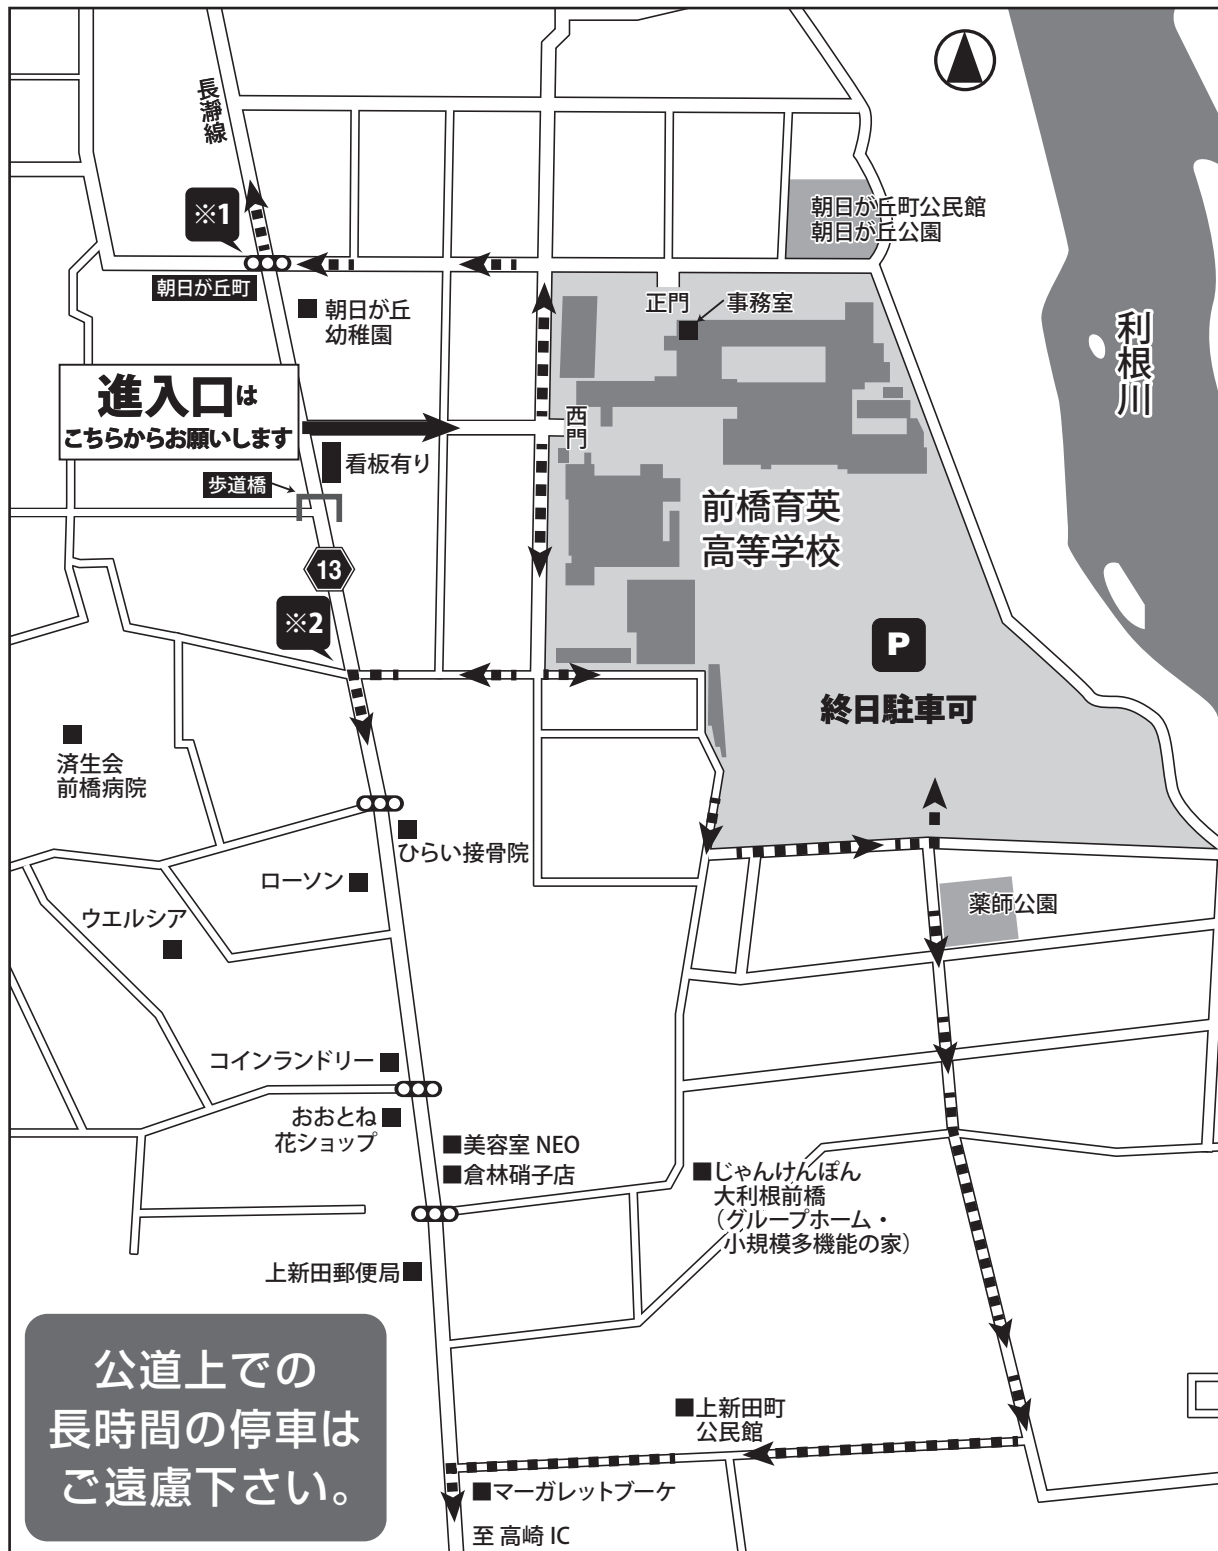 長瀞線
※1
朝日が丘町公民館
朝日が丘公園
朝日が丘町
正門
事務室
朝日が丘
幼稚園
利根川
進入口は
こちらからお願いします
西門
看板有り
歩道橋
前橋育英
高等学校
13
※2
P
終日駐車可
済生会
前橋病院
ひらい接骨院
ローソン
ウエルシア
薬師公園
コインランドリー
おおとね
花ショップ
■美容室 NEO
■倉林硝子店
■じゃんけんぽん
大利根前橋
（グループホーム・
小規模多機能の家）
上新田郵便局
公道上での
長時間の停車は
ご遠慮下さい。
■上新田町
公民館
■マーガレットブーケ
至 高崎 IC